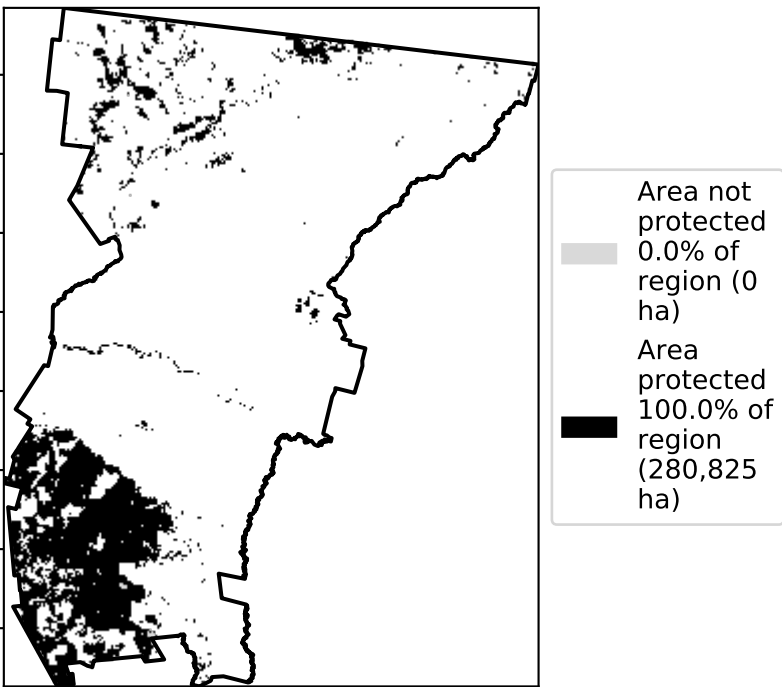 Area not
protected
0.0% of
region (0
ha)
Area
protected
100.0% of
region
(280,825
ha)